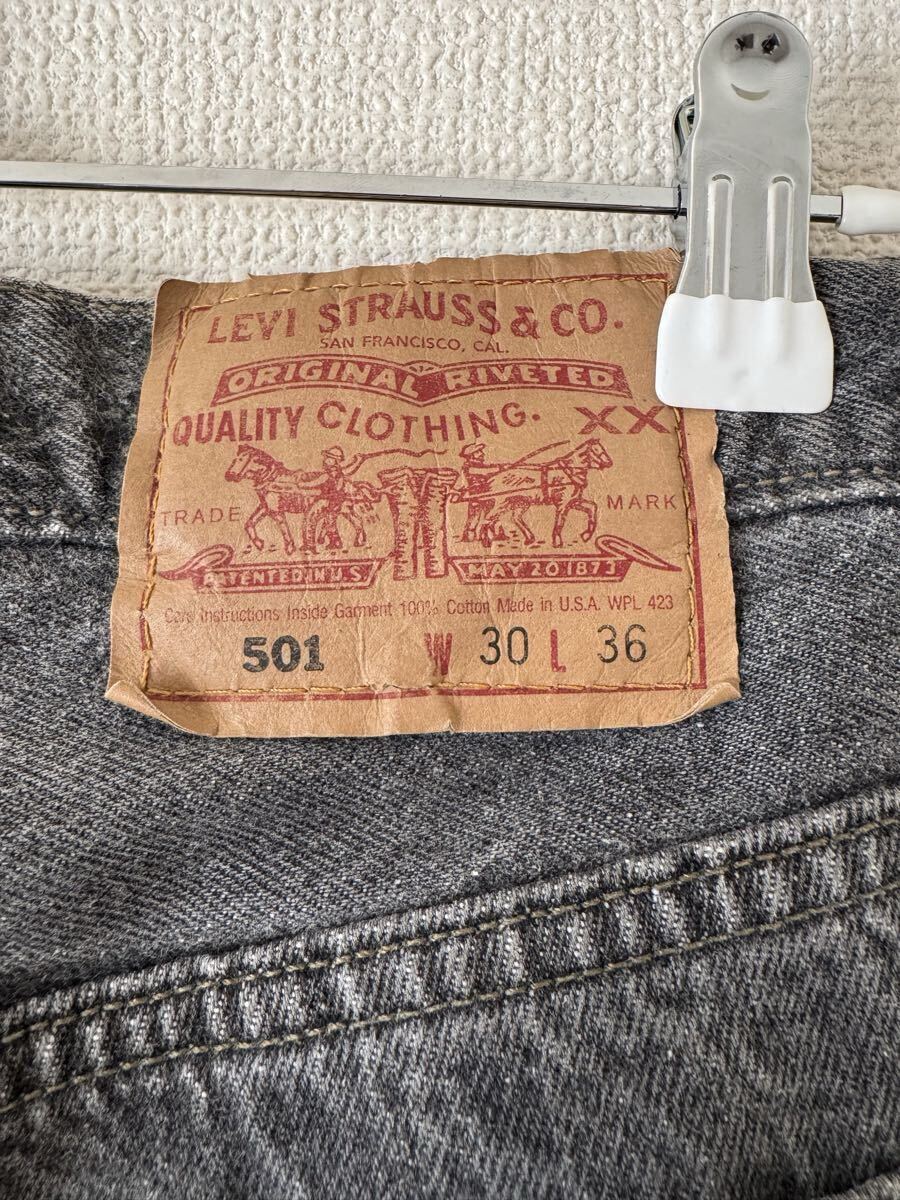 LEVI STRAUSS & CO.
SAN FRANCISCO, CAL.
ORIGINAL RIVETED
QUALITY CLOTHING. XX
TRADE MARK
PATENTED IN U.S. MAY 20 1873
Care Instructions Inside Garment 100% Cotton Made in U.S.A. WPL 423
501 W 30 L 36